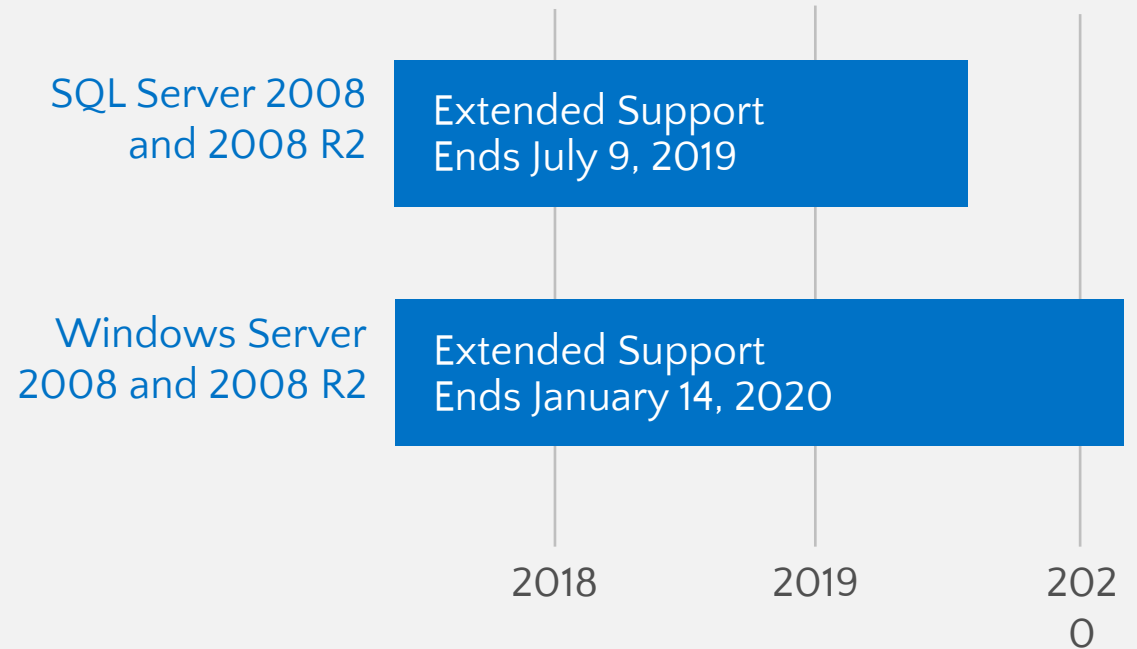 SQL Server 2008
and 2008 R2
Extended Support
Ends July 9, 2019
Windows Server
2008 and 2008 R2
Extended Support
Ends January 14, 2020
2018
2019
202
0